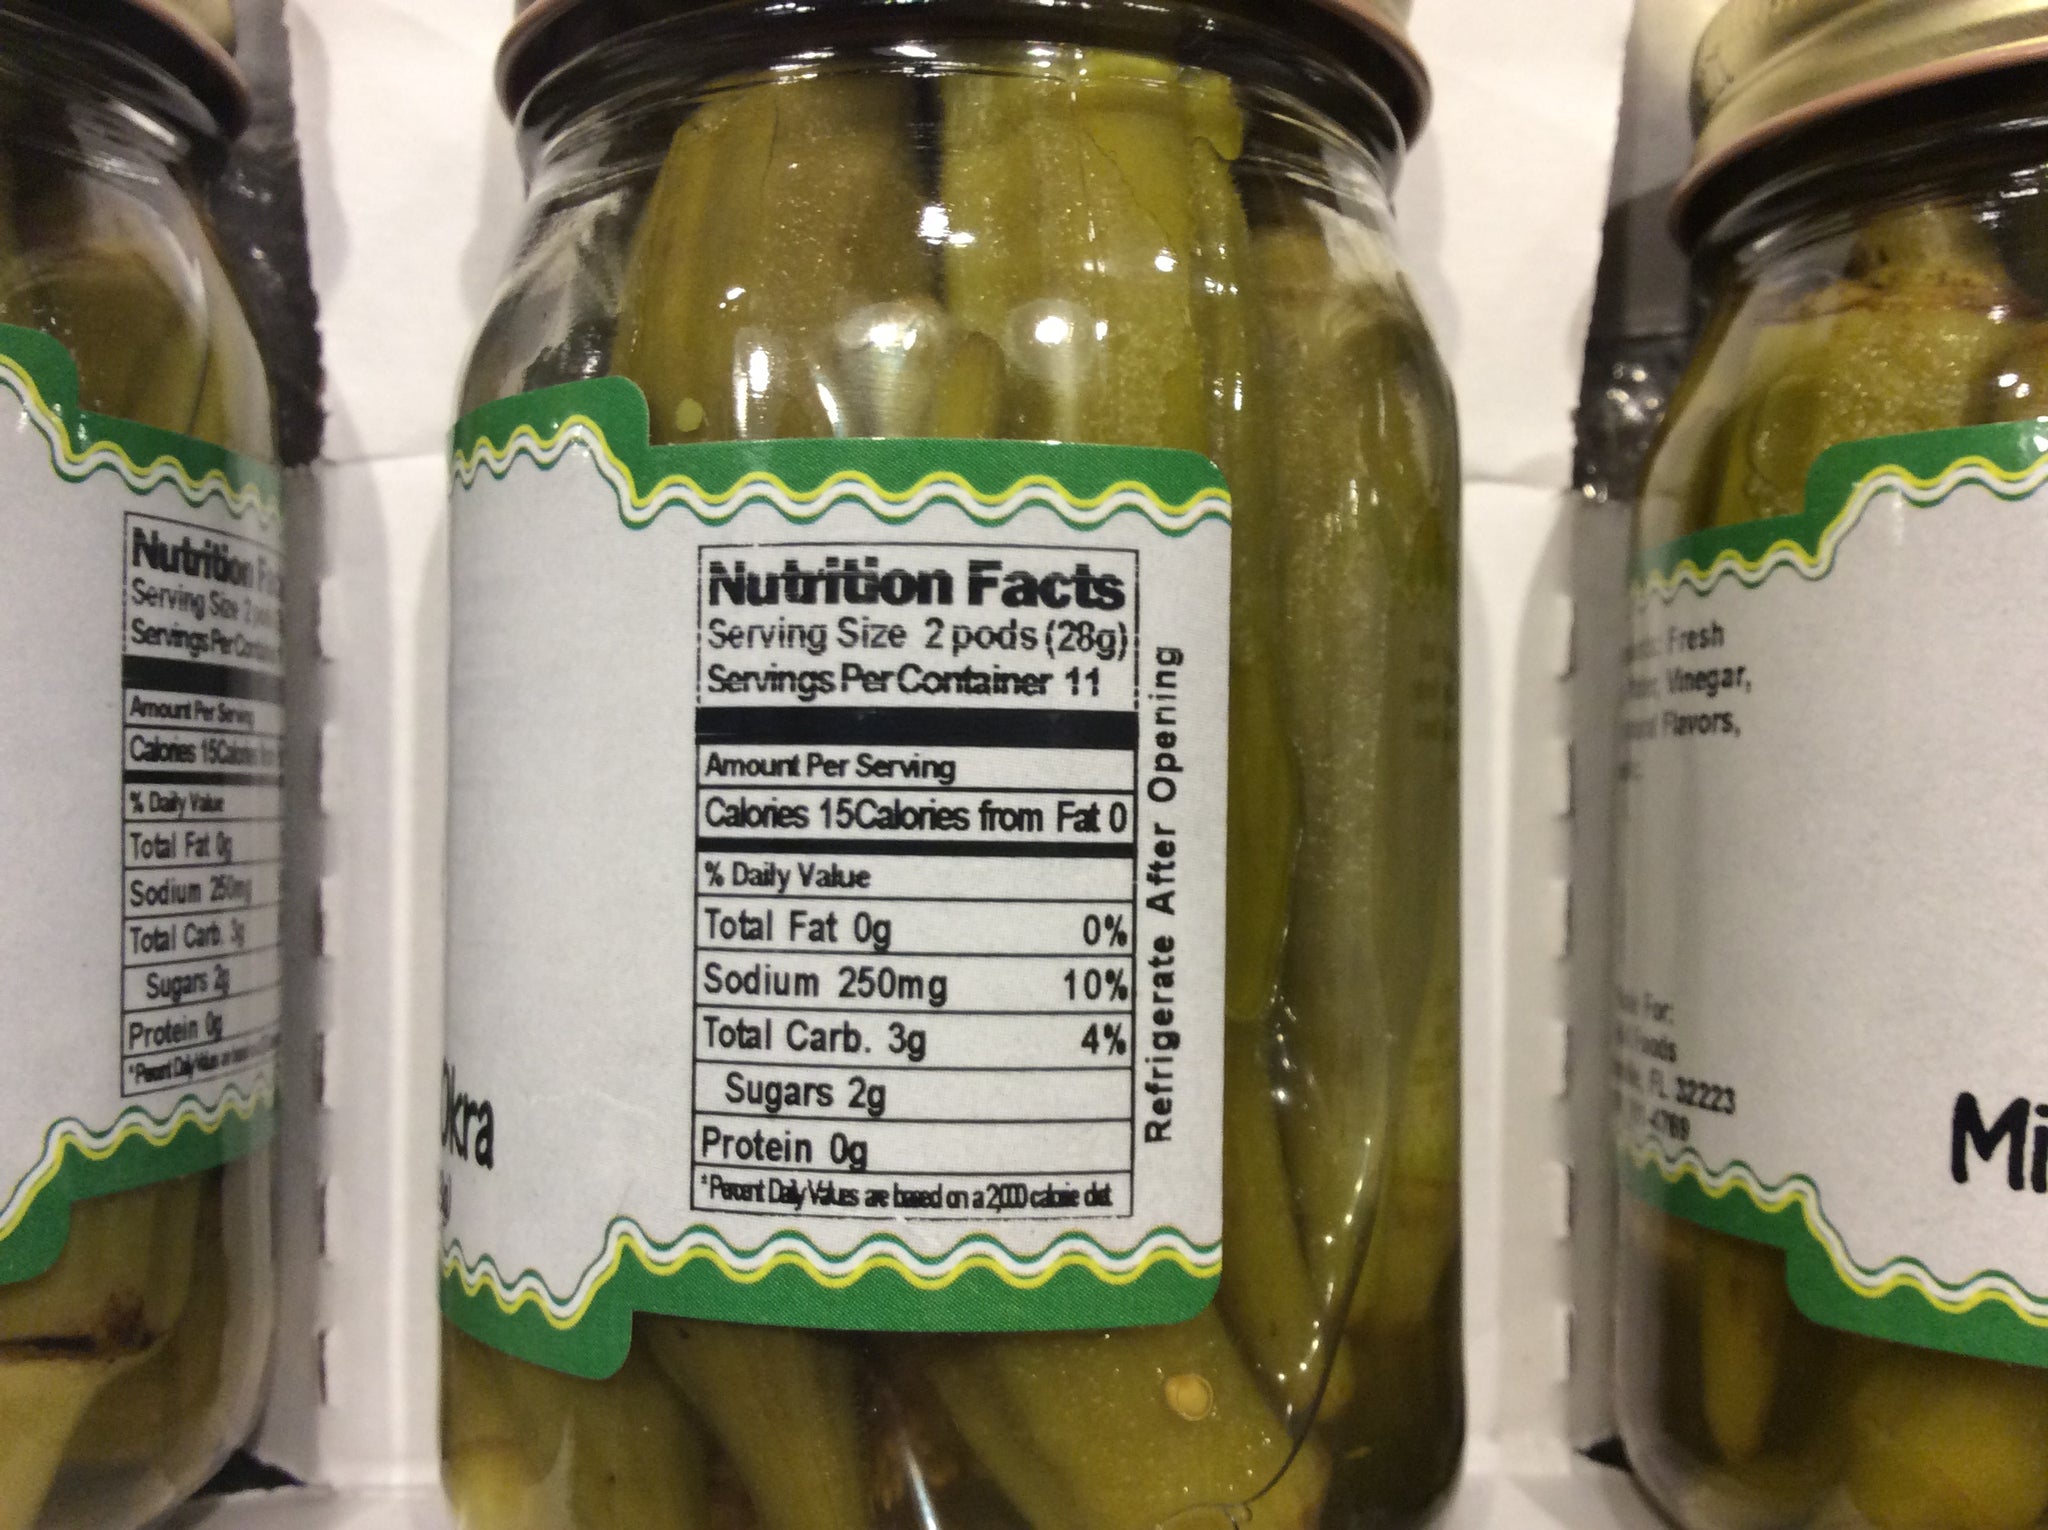 Nutrition
Serving Size 2
Servings Per
Amount Per Serving
Calories 15
% Daily Value
Total Fat 0g
Sodium 250mg
Total Carb. 3g
Sugars 2g
Protein 0g
Nutrition Facts
Serving Size 2 pods (28g)
Servings Per Container 11
Amount Per Serving
Calories 15Calories from Fat 0
% Daily Value
Total Fat 0g 0%
Sodium 250mg 10%
Total Carb. 3g 4%
Sugars 2g
Protein 0g
*Percent Daily Values are based on a 2,000 calorie diet
Refrigerate After Opening
Okra
Fresh
Vinegar,
Flavors,
For:
FL 32223
Mi